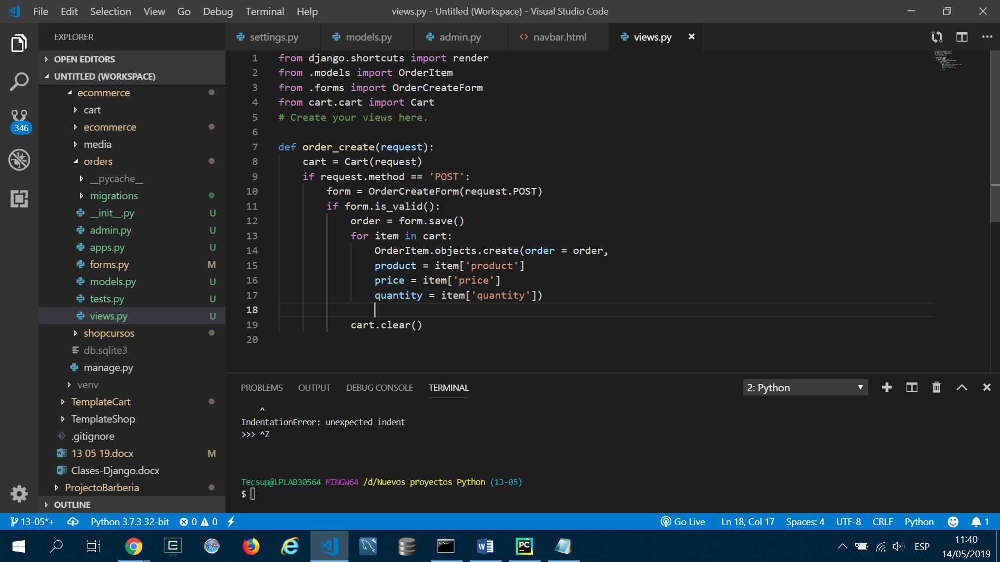 File Edit Selection View Go Debug Terminal Help
views.py - Untitled (Workspace) - Visual Studio Code
EXPLORER
OPEN EDITORS
UNTITLED (WORKSPACE)
ecommerce
cart
ecommerce
media
orders
__pycache__
migrations
__init__.py U
admin.py U
apps.py U
forms.py M
models.py U
tests.py U
views.py U
shopcursos
db.sqlite3
manage.py
venv
TemplateCart
TemplateShop
.gitignore
13 05 19.docx M
Clases-Django.docx
ProjectoBarberia
OUTLINE
346
settings.py models.py admin.py navbar.html views.py
1 from django.shortcuts import render
2 from .models import OrderItem
3 from .forms import OrderCreateForm
4 from cart.cart import Cart
5 # Create your views here.
6
7 def order_create(request):
8 cart = Cart(request)
9 if request.method == 'POST':
10 form = OrderCreateForm(request.POST)
11 if form.is_valid():
12 order = form.save()
13 for item in cart:
14 OrderItem.objects.create(order = order,
15 product = item['product']
16 price = item['price']
17 quantity = item['quantity'])
18
19 cart.clear()
20
PROBLEMS OUTPUT DEBUG CONSOLE TERMINAL
2: Python
^
IndentationError: unexpected indent
>>> ^Z
Tecsup@LPLAB30564 MINGW64 /d/Nuevos proyectos Python (13-05)
$
13-05*+ Python 3.7.3 32-bit 0 0 Go Live Ln 18, Col 17 Spaces: 4 UTF-8 CRLF Python 1
ESP
11:40
14/05/2019